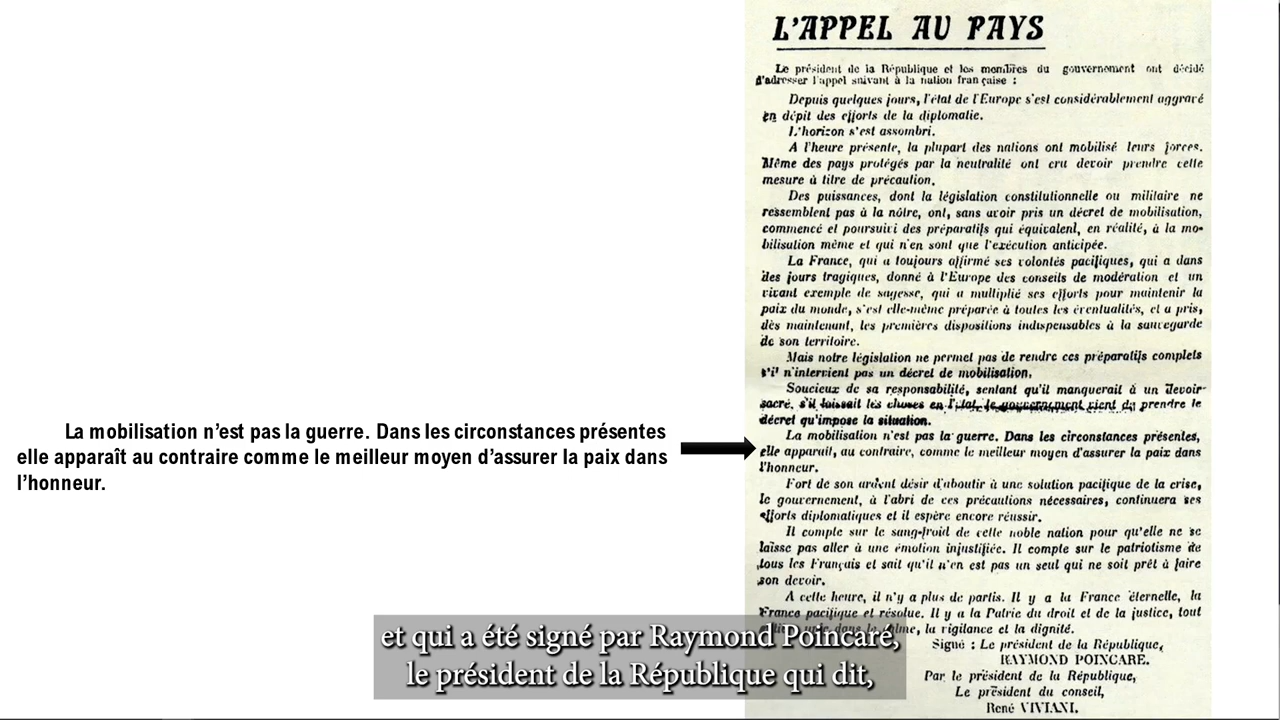 L'APPEL AU PAYS
Le président de la République et les membres du gouvernement ont décidé
d'adresser l'appel suivant à la nation française :
Depuis quelques jours, l'état de l'Europe s'est considérablement aggravé
en dépit des efforts de la diplomatie.
L'horizon s'est assombri.
A l'heure présente, la plupart des nations ont mobilisé leurs forces.
Même des pays protégés par la neutralité ont cru devoir prendre cette
mesure à titre de précaution.
Des puissances, dont la législation constitutionnelle ou militaire ne
ressemblent pas à la nôtre, ont, sans avoir pris un décret de mobilisation,
commencé et poursuivi des préparatifs qui équivalent, en réalité, à la mo-
bilisation même et qui n'en sont que l'exécution anticipée.
La France, qui a toujours affirmé ses volontés pacifiques, qui a dans
des jours tragiques, donné à l'Europe des conseils de modération et un
vivant exemple de sagesse, qui a multiplié ses efforts pour maintenir la
paix du monde, s'est elle-même préparée à toutes les éventualités, et a pris,
dès maintenant, les premières dispositions indispensables à la sauvegarde
de son territoire.
Mais notre législation ne permet pas de rendre ces préparatifs complets
s'il n'intervient pas un décret de mobilisation.
Soucieux de sa responsabilité, sentant qu'il manquerait à un devoir
sacré, s'il laissait les choses en l'état, le gouvernement vient de prendre le
décret qu'impose la situation.
La mobilisation n'est pas la guerre. Dans les circonstances présentes,
elle apparaît, au contraire, comme le meilleur moyen d'assurer la paix dans
l'honneur.
Fort de son ardent désir d'aboutir à une solution pacifique de la crise,
le gouvernement, à l'abri de ces précautions nécessaires, continuera ses
efforts diplomatiques et il espère encore réussir.
Il compte sur le sang-froid de cette noble nation pour qu'elle ne se
laisse pas aller à une émotion injustifiée. Il compte sur le patriotisme de
tous les Français et sait qu'il n'en est pas un seul qui ne soit prêt à faire
son devoir.
A cette heure, il n'y a plus de partis. Il y a la France éternelle, la
France pacifique et résolue. Il y a la Patrie du droit et de la justice, tout
dans le calme, la vigilance et la dignité.
Signé : Le président de la République,
RAYMOND POINCARE.
Par le président de la République,
Le président du conseil,
René VIVIANI.
La mobilisation n'est pas la guerre. Dans les circonstances présentes
elle apparaît au contraire comme le meilleur moyen d'assurer la paix dans
l'honneur.
et qui a été signé par Raymond Poincaré,
le président de la République qui dit,